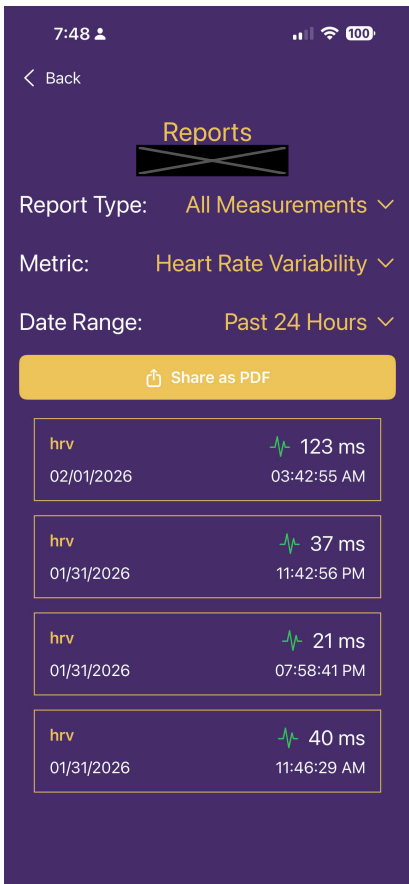 7:48
100
Back
Reports
Report Type: All Measurements
Metric: Heart Rate Variability
Date Range: Past 24 Hours
Share as PDF
hrv 123 ms
02/01/2026 03:42:55 AM
hrv 37 ms
01/31/2026 11:42:56 PM
hrv 21 ms
01/31/2026 07:58:41 PM
hrv 40 ms
01/31/2026 11:46:29 AM